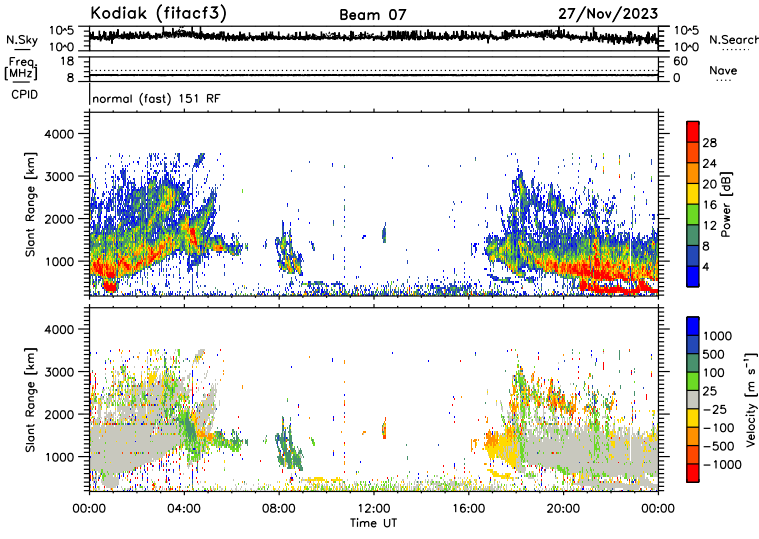 Kodiak (fitacf3) Beam 07 27/Nov/2023
N.Sky 10^5 10^0 10^5 10^0 N.Search
Freq. [MHz] 18 8 60 0 Nave
CPID normal (fast) 151 RF
Slant Range [km]
4000
3000
2000
1000
28
24
20
16
12
8
4
Power [dB]
Slant Range [km]
4000
3000
2000
1000
1000
500
100
25
−25
−100
−500
−1000
Velocity [m s⁻¹]
00:00 04:00 08:00 12:00 16:00 20:00 00:00
Time UT